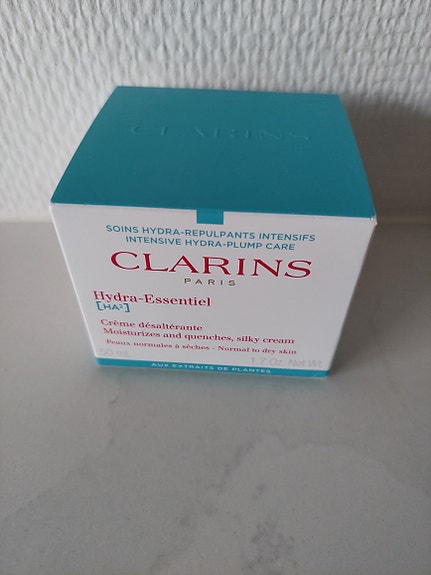 CLARINS
SOINS HYDRA-REPULPANTS INTENSIFS
INTENSIVE HYDRA-PLUMP CARE
CLARINS
PARIS
Hydra-Essentiel
[HA²]
Crème désaltérante
Moisturizes and quenches, silky cream
Peaux normales à sèches - Normal to dry skin
50 mL 1.7 Oz. Net Wt.
AUX EXTRAITS DE PLANTES